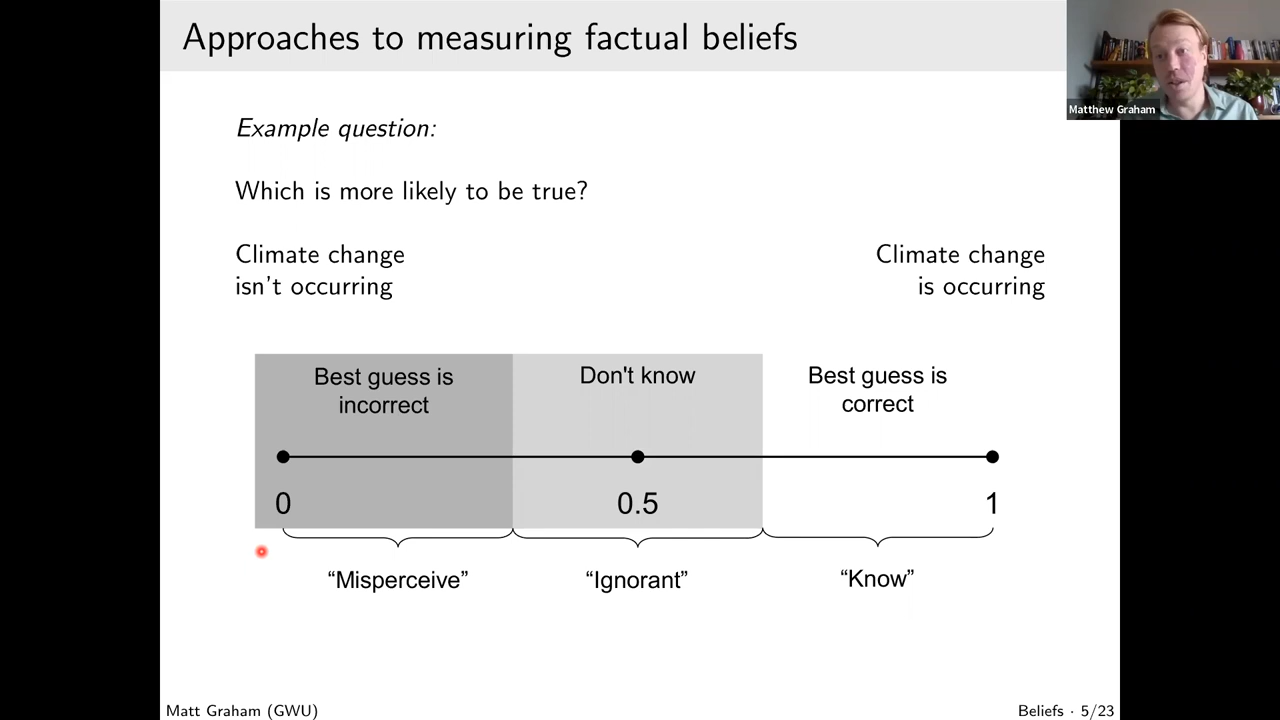 Approaches to measuring factual beliefs
Matthew Graham
Example question:
Which is more likely to be true?
Climate change
isn't occurring
Climate change
is occurring
Best guess is
incorrect
Don't know
Best guess is
correct
0
0.5
1
“Misperceive”
“Ignorant”
“Know”
Matt Graham (GWU)
Beliefs · 5/23